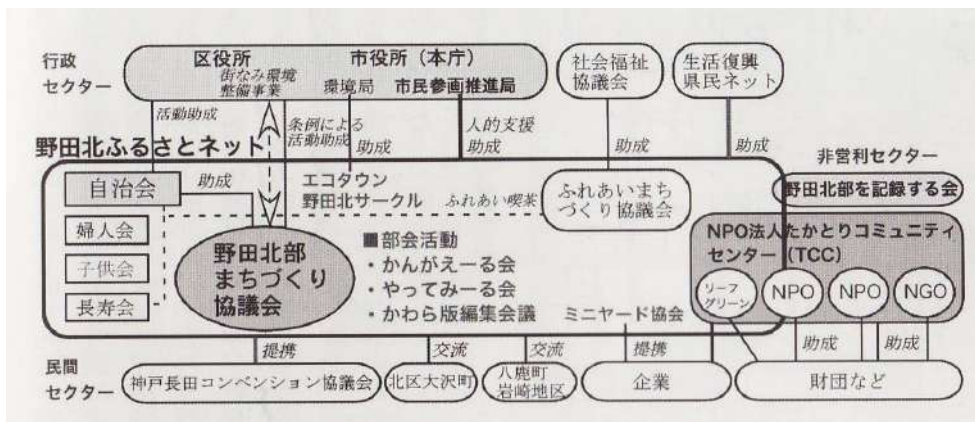 行政
セクター
区役所
市役所（本庁）
街なみ環境
整備事業
環境局
市民参画推進局
社会福祉
協議会
生活復興
県民ネット
活動助成
条例による
活動助成
助成
人的支援
助成
助成
助成
野田北ふるさとネット
非営利セクター
自治会
助成
エコタウン
野田北サークル
ふれあい喫茶
ふれあいまち
づくり協議会
野田北部を記録する会
婦人会
子供会
長寿会
野田北部
まちづくり
協議会
■部会活動
・かんがえーる会
・やってみーる会
・かわら版編集会議
ミニヤード協会
NPO法人たかとりコミュニティ
センター（TCC）
リーフ
グリーン
NPO
NPO
NGO
提携
交流
交流
提携
助成
助成
民間
セクター
神戸長田コンベンション協議会
北区大沢町
八鹿町
岩崎地区
企業
財団など